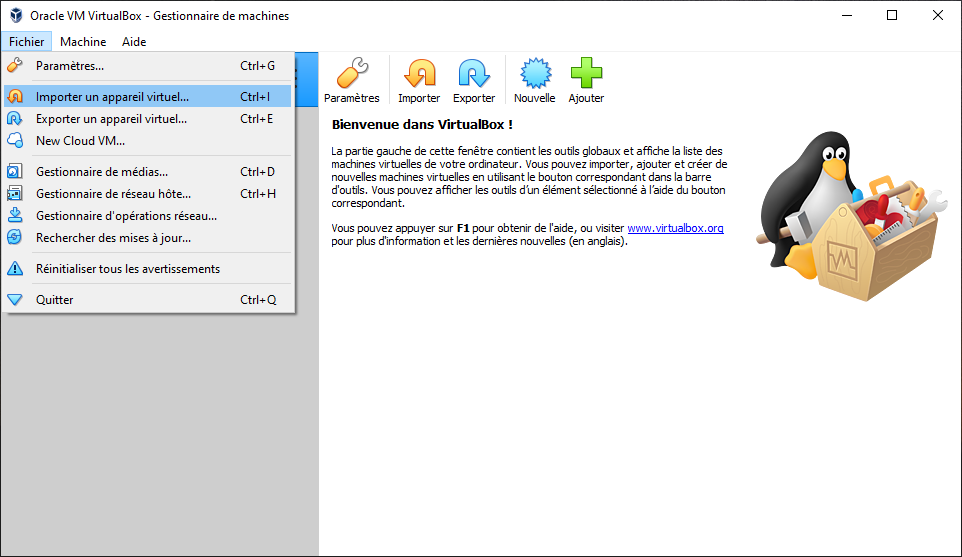 Oracle VM VirtualBox - Gestionnaire de machines
Fichier Machine Aide
Paramètres... Ctrl+G
Importer un appareil virtuel... Ctrl+I
Exporter un appareil virtuel... Ctrl+E
New Cloud VM...
Gestionnaire de médias... Ctrl+D
Gestionnaire de réseau hôte... Ctrl+H
Gestionnaire d'opérations réseau...
Rechercher des mises à jour...
Réinitialiser tous les avertissements
Quitter Ctrl+Q
Paramètres Importer Exporter Nouvelle Ajouter
Bienvenue dans VirtualBox !
La partie gauche de cette fenêtre contient les outils globaux et affiche la liste des
machines virtuelles de votre ordinateur. Vous pouvez importer, ajouter et créer de
nouvelles machines virtuelles en utilisant le bouton correspondant dans la barre
d'outils. Vous pouvez afficher les outils d’un élément sélectionné à l’aide du bouton
correspondant.
Vous pouvez appuyer sur F1 pour obtenir de l'aide, ou visiter www.virtualbox.org
pour plus d'information et les dernières nouvelles (en anglais).